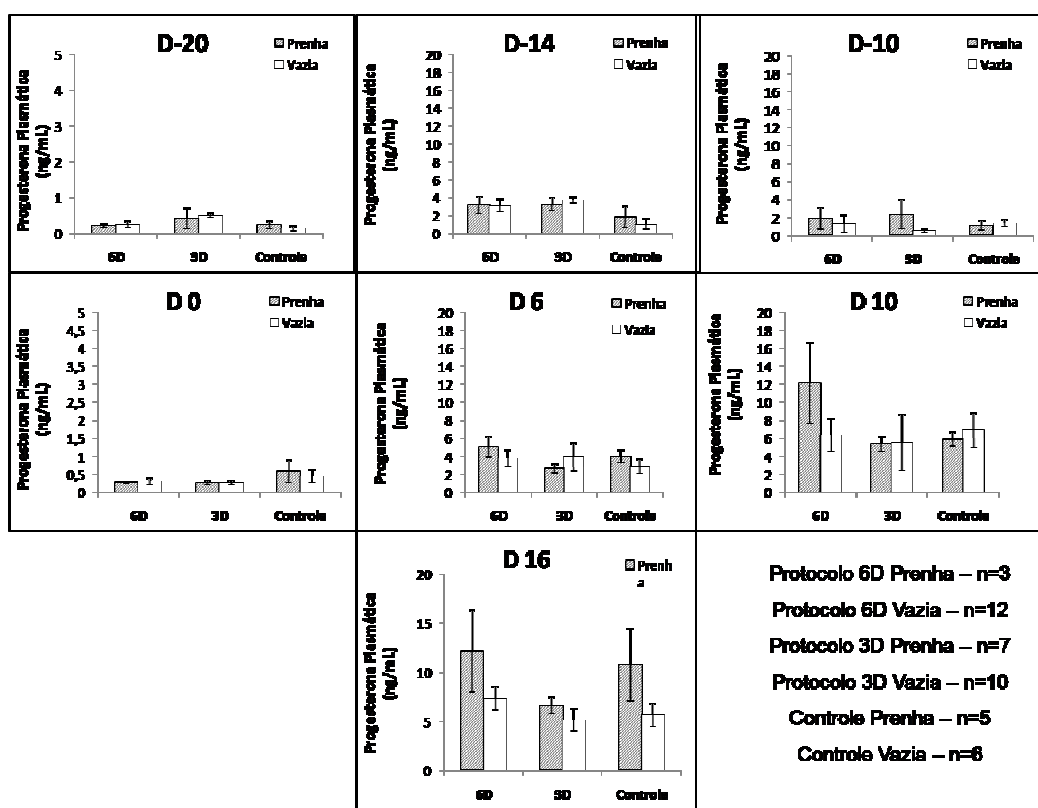 D-20
Prenha
Vazia
Progesterona Plasmática
(ng/mL)
5
4
3
2
1
0
6D
3D
Controle
D-14
Prenha
Vazia
Progesterona Plasmática
(ng/mL)
20
18
16
14
12
10
8
6
4
2
0
6D
3D
Controle
D-10
Prenha
Vazia
Progesterona Plasmática
(ng/mL)
20
18
16
14
12
10
8
6
4
2
0
6D
3D
Controle
D 0
Prenha
Vazia
Progesterona Plasmática
(ng/mL)
5
4,5
4
3,5
3
2,5
2
1,5
1
0,5
0
6D
3D
Controle
D 6
Prenha
Vazia
Progesterona Plasmática
(ng/mL)
20
18
16
14
12
10
8
6
4
2
0
6D
3D
Controle
D 10
Prenha
Vazia
Progesterona Plasmática
(ng/mL)
20
18
16
14
12
10
8
6
4
2
0
6D
3D
Controle
D 16
Prenh
a
Progesterona Plasmática
(ng/mL)
20
15
10
5
0
6D
3D
Controle
Protocolo 6D Prenha – n=3
Protocolo 6D Vazia – n=12
Protocolo 3D Prenha – n=7
Protocolo 3D Vazia – n=10
Controle Prenha – n=5
Controle Vazia – n=6